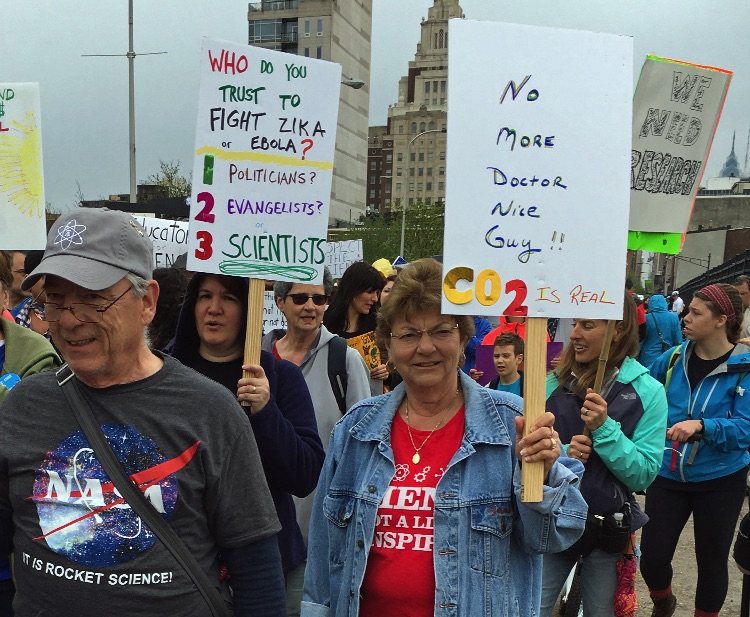 WHO DO YOU
TRUST TO
FIGHT ZIKA
or EBOLA?
1 POLITICIANS?
2 EVANGELISTS?
or
3 SCIENTISTS
No
More
Doctor
Nice
Guy!!
CO2 IS REAL
WE
NEED
RESEARCH
NASA
IT IS ROCKET SCIENCE!